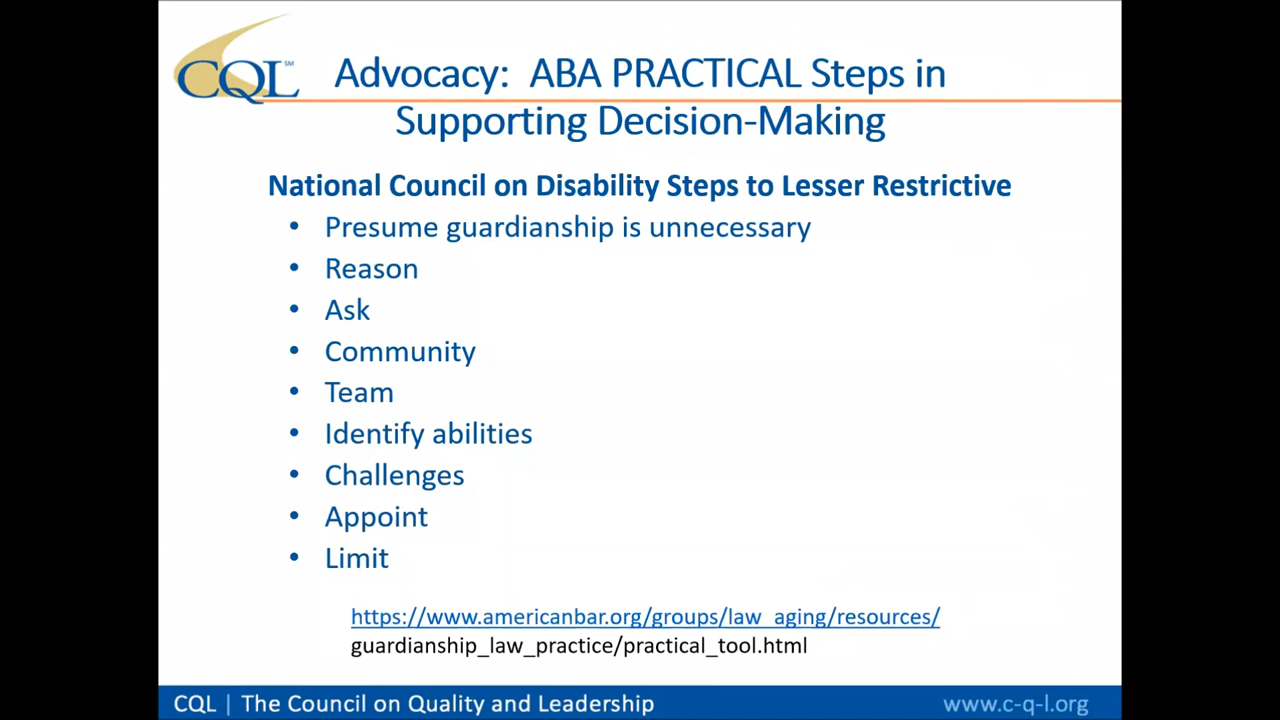 CQL℠
Advocacy: ABA PRACTICAL Steps in
Supporting Decision-Making
National Council on Disability Steps to Lesser Restrictive
• Presume guardianship is unnecessary
• Reason
• Ask
• Community
• Team
• Identify abilities
• Challenges
• Appoint
• Limit
https://www.americanbar.org/groups/law_aging/resources/
guardianship_law_practice/practical_tool.html
CQL | The Council on Quality and Leadership www.c-q-l.org